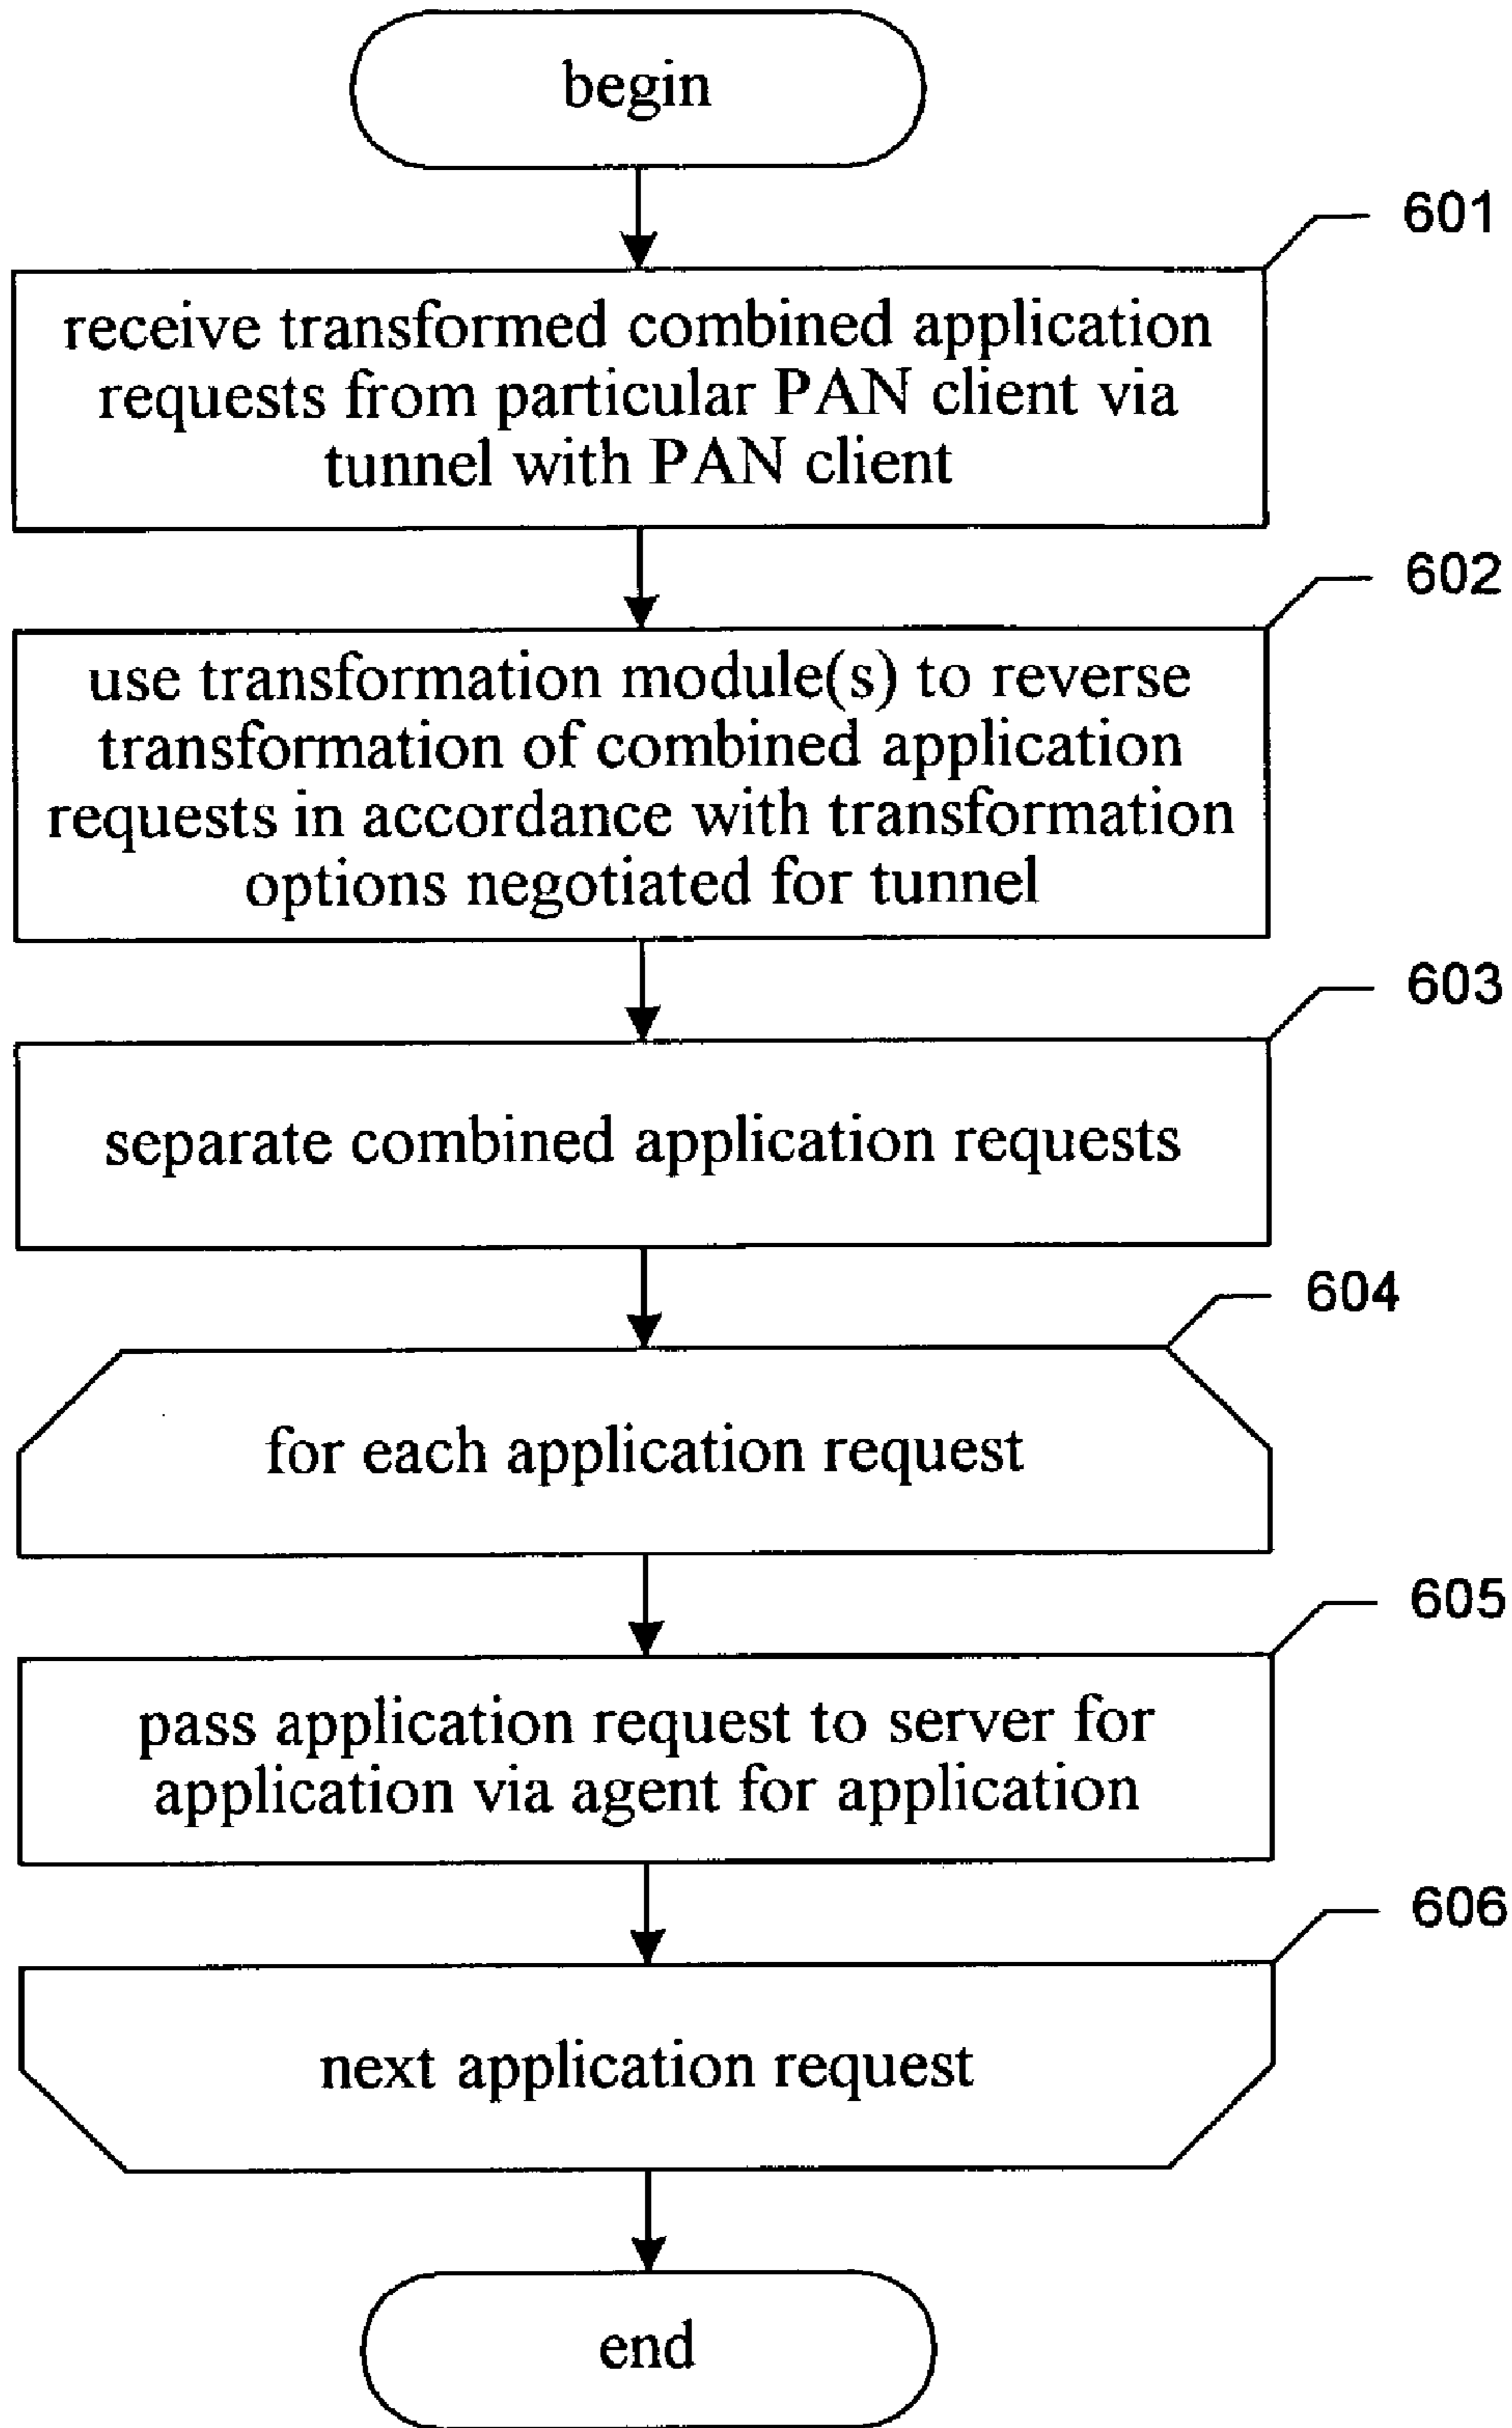 begin
601
receive transformed combined application
requests from particular PAN client via
tunnel with PAN client
602
use transformation module(s) to reverse
transformation of combined application
requests in accordance with transformation
options negotiated for tunnel
603
separate combined application requests
604
for each application request
605
pass application request to server for
application via agent for application
606
next application request
end